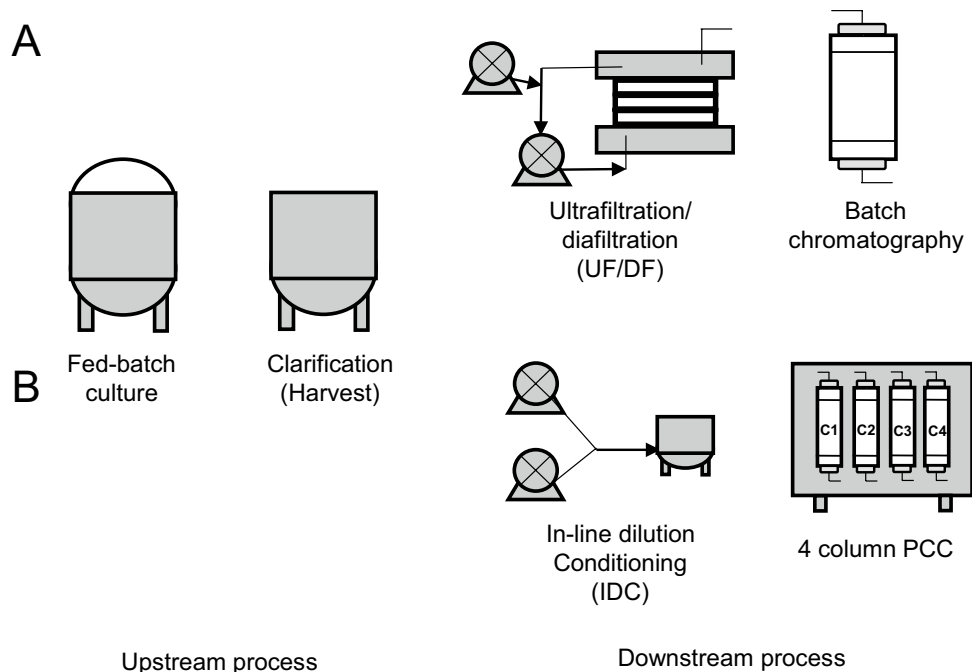 A
Ultrafiltration/
diafiltration
(UF/DF)
Batch
chromatography
Fed-batch
culture
Clarification
(Harvest)
B
C1
C2
C3
C4
In-line dilution
Conditioning
(IDC)
4 column PCC
Upstream process
Downstream process